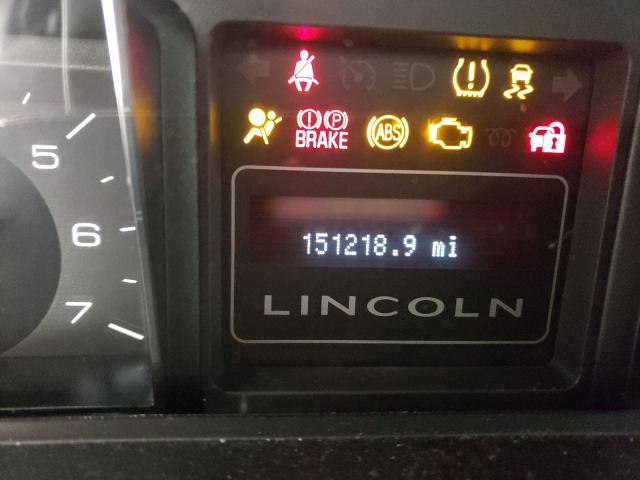 (!) (P)
BRAKE
(ABS)
5
6
7
151218.9 mi
LINCOLN